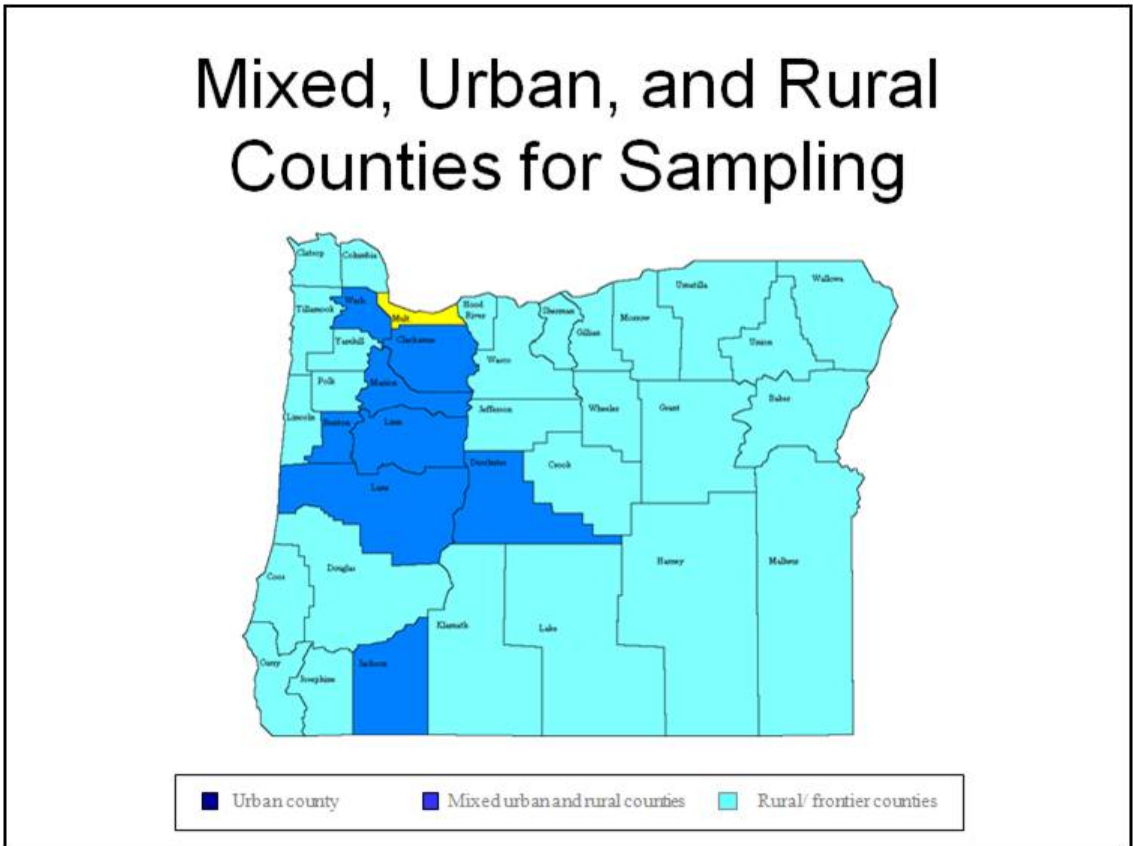 Mixed, Urban, and Rural
Counties for Sampling
Clatsop
Columbia
Tillamook
Wash.
Mult.
Hood
River
Sherman
Gilliam
Morrow
Umatilla
Wallowa
Yamhill
Clackamas
Wasco
Union
Polk
Marion
Lincoln
Benton
Linn
Jefferson
Wheeler
Grant
Baker
Lane
Deschutes
Crook
Coos
Douglas
Harney
Malheur
Klamath
Lake
Curry
Josephine
Jackson
Urban county
Mixed urban and rural counties
Rural/ frontier counties